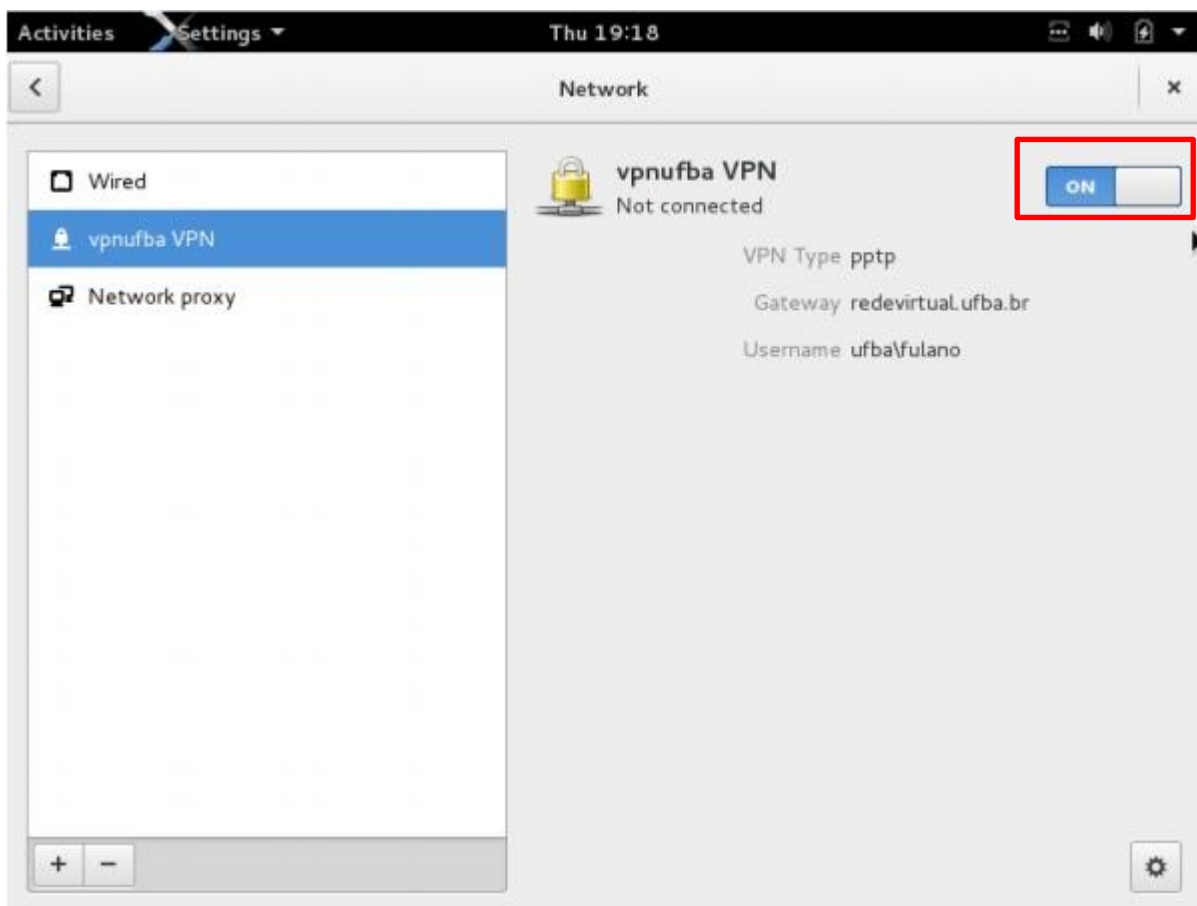 Activities Settings Thu 19:18
Network
Wired
vpnufba VPN
Network proxy
vpnufba VPN
Not connected
ON
VPN Type pptp
Gateway redevirtual.ufba.br
Username ufba\fulano